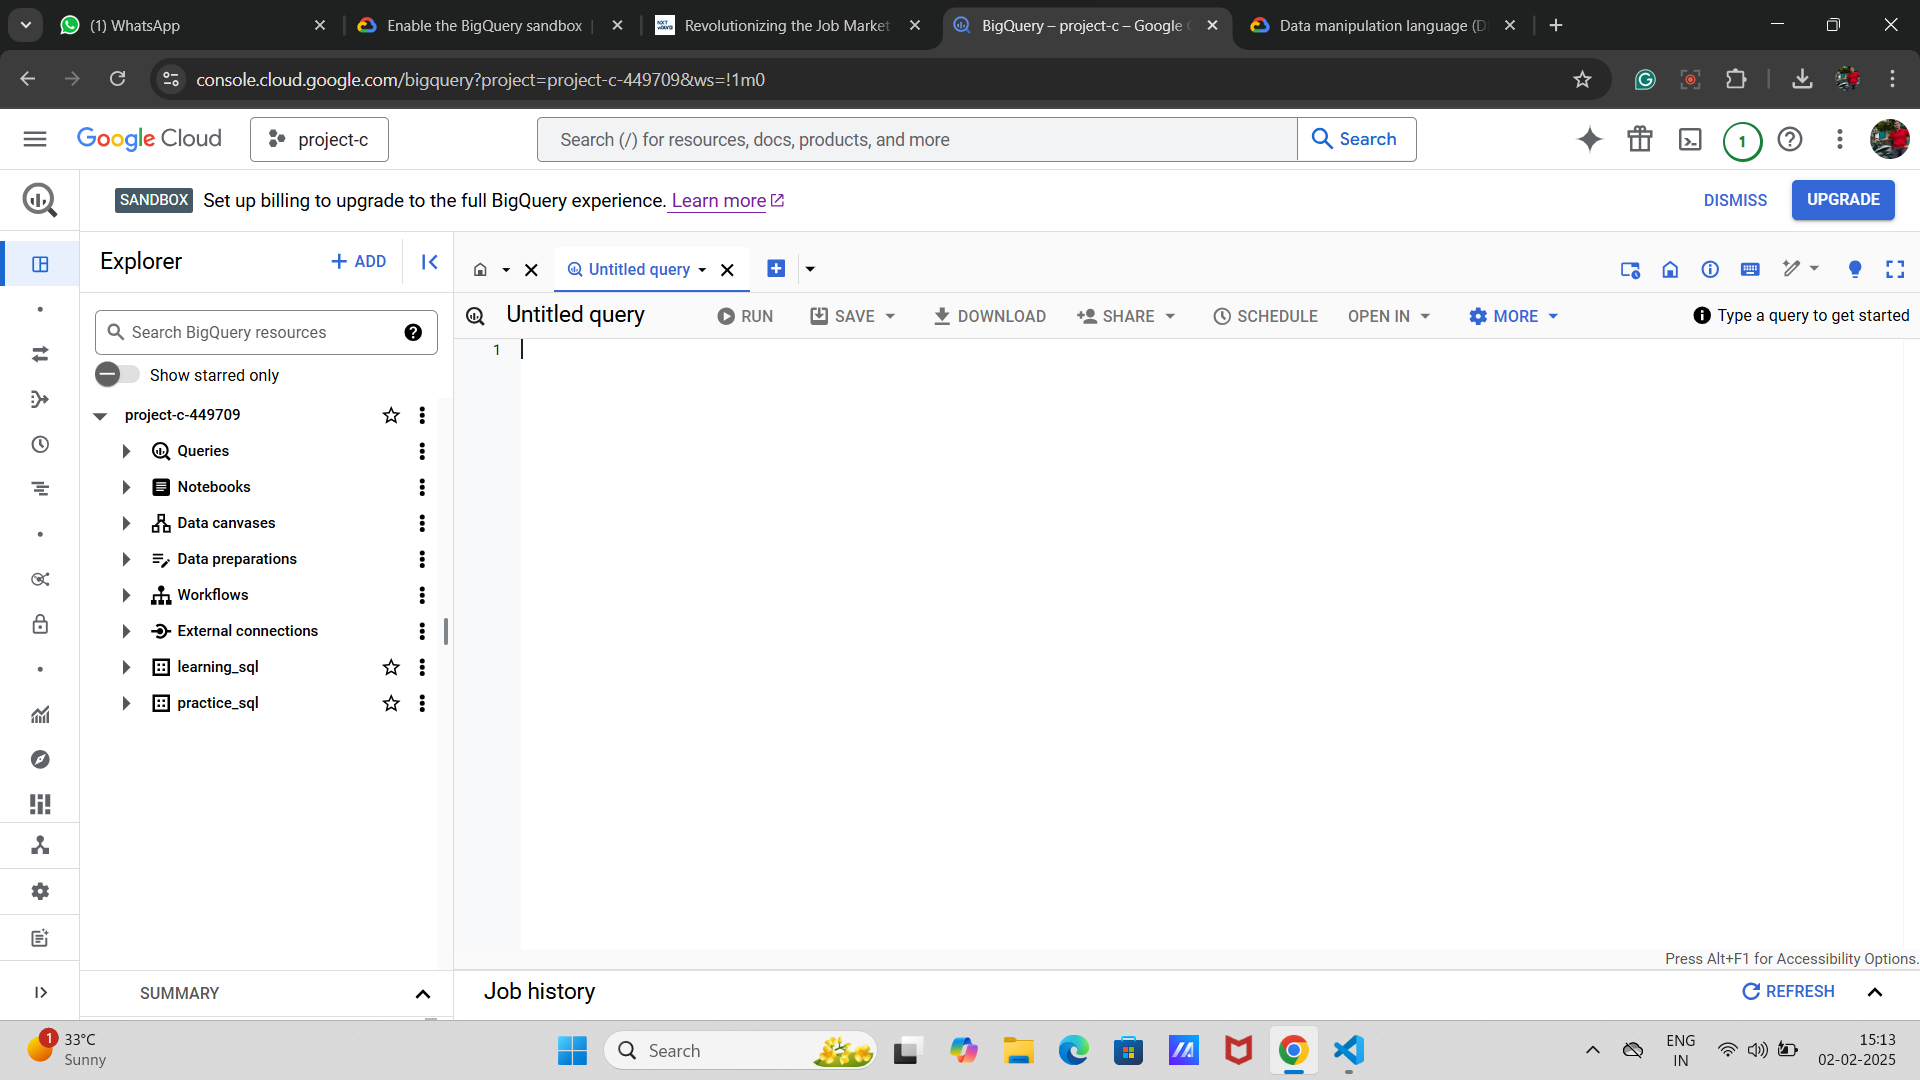 (1) WhatsApp
Enable the BigQuery sandbox
Revolutionizing the Job Market
BigQuery – project-c – Google
Data manipulation language (D
console.cloud.google.com/bigquery?project=project-c-449709&ws=!1m0
Google Cloud
project-c
Search (/) for resources, docs, products, and more
Search
1
SANDBOX Set up billing to upgrade to the full BigQuery experience. Learn more
DISMISS
UPGRADE
Explorer
+ ADD
Untitled query
Search BigQuery resources
Untitled query
RUN
SAVE
DOWNLOAD
SHARE
SCHEDULE
OPEN IN
MORE
Type a query to get started
1
Show starred only
project-c-449709
Queries
Notebooks
Data canvases
Data preparations
Workflows
External connections
learning_sql
practice_sql
Press Alt+F1 for Accessibility Options.
SUMMARY
Job history
REFRESH
1
33°C
Sunny
Search
ENG
IN
15:13
02-02-2025